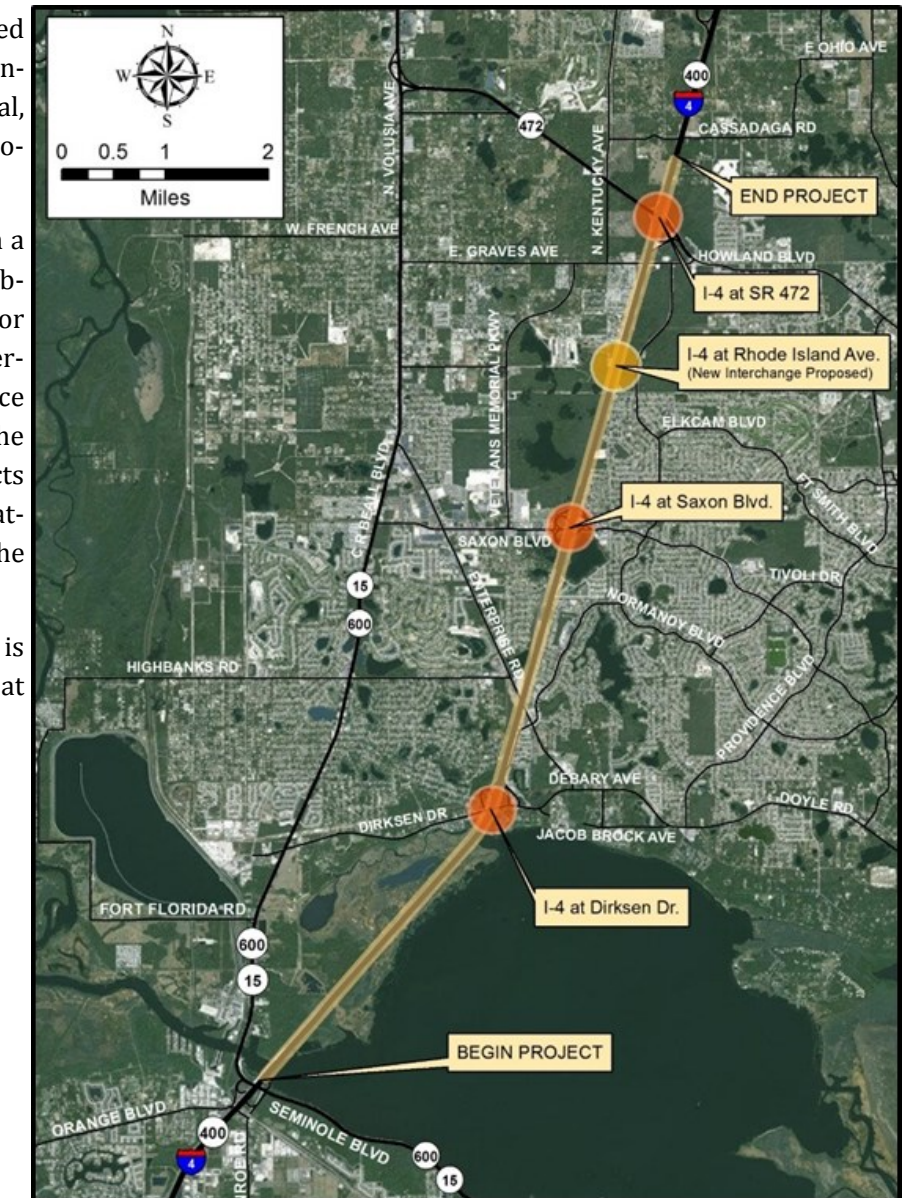 ed
n-
al,
o-
n a
b-
or
er-
ce
ne
cts
at-
he
is
at
N
W E
S
0 0.5 1 2
Miles
E OHIO AVE
400
4
CASSADAGA RD
472
N. VOLUSIA AVE
N. KENTUCKY AVE
END PROJECT
W. FRENCH AVE
E. GRAVES AVE
HOWLAND BLVD
I-4 at SR 472
I-4 at Rhode Island Ave.
(New Interchange Proposed)
VETERANS MEMORIAL PKWY
ELKCAM BLVD
FT SMITH BLVD
I-4 at Saxon Blvd.
C R BEALL BLVD
SAXON BLVD
TIVOLI DR
15
600
ENTERPRISE RD
NORMANDY BLVD
HIGHBANKS RD
PROVIDENCE BLVD
DEBARY AVE
DOYLE RD
DIRKSEN DR
JACOB BROCK AVE
I-4 at Dirksen Dr.
FORT FLORIDA RD
600
15
BEGIN PROJECT
ORANGE BLVD
SEMINOLE BLVD
400
4
600
15